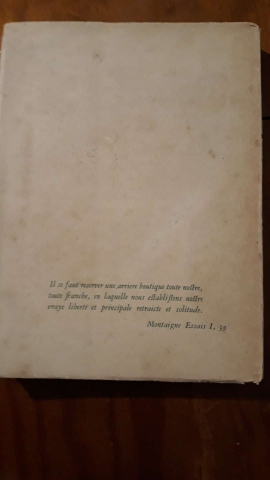 Il se faut reserver une arriere boutique toute nostre,
toute franche, en laquelle nous establissons nostre
vraye liberté et principale retraicte et solitude.
Montaigne Essais I, 39